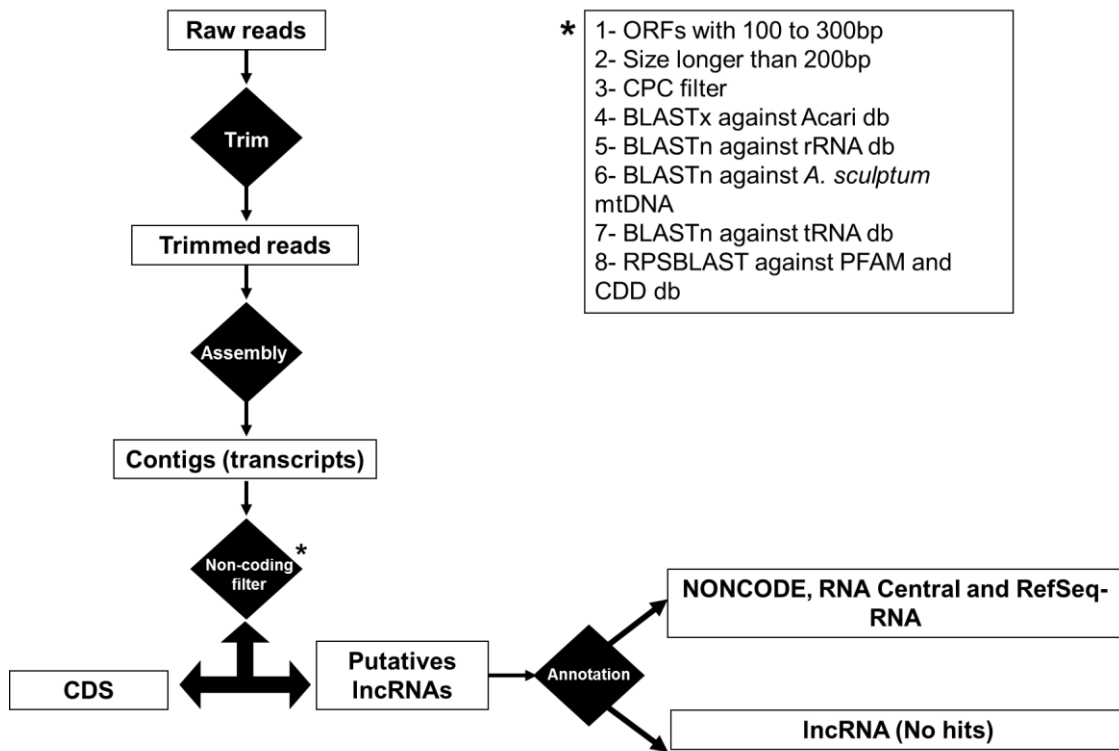 Raw reads
Trim
Trimmed reads
Assembly
Contigs (transcripts)
Non-coding
filter
*
CDS
Putatives
lncRNAs
Annotation
NONCODE, RNA Central and RefSeq-
RNA
lncRNA (No hits)
*
1- ORFs with 100 to 300bp
2- Size longer than 200bp
3- CPC filter
4- BLASTx against Acari db
5- BLASTn against rRNA db
6- BLASTn against A. sculptum
mtDNA
7- BLASTn against tRNA db
8- RPSBLAST against PFAM and
CDD db